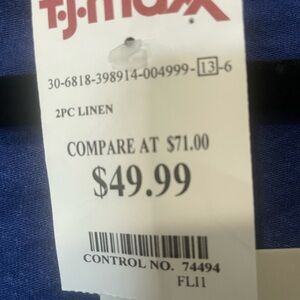 T.J.maxx
30-6818-398914-004999-13-6
2PC LINEN
COMPARE AT $71.00
$49.99
CONTROL NO. 74494
FL11